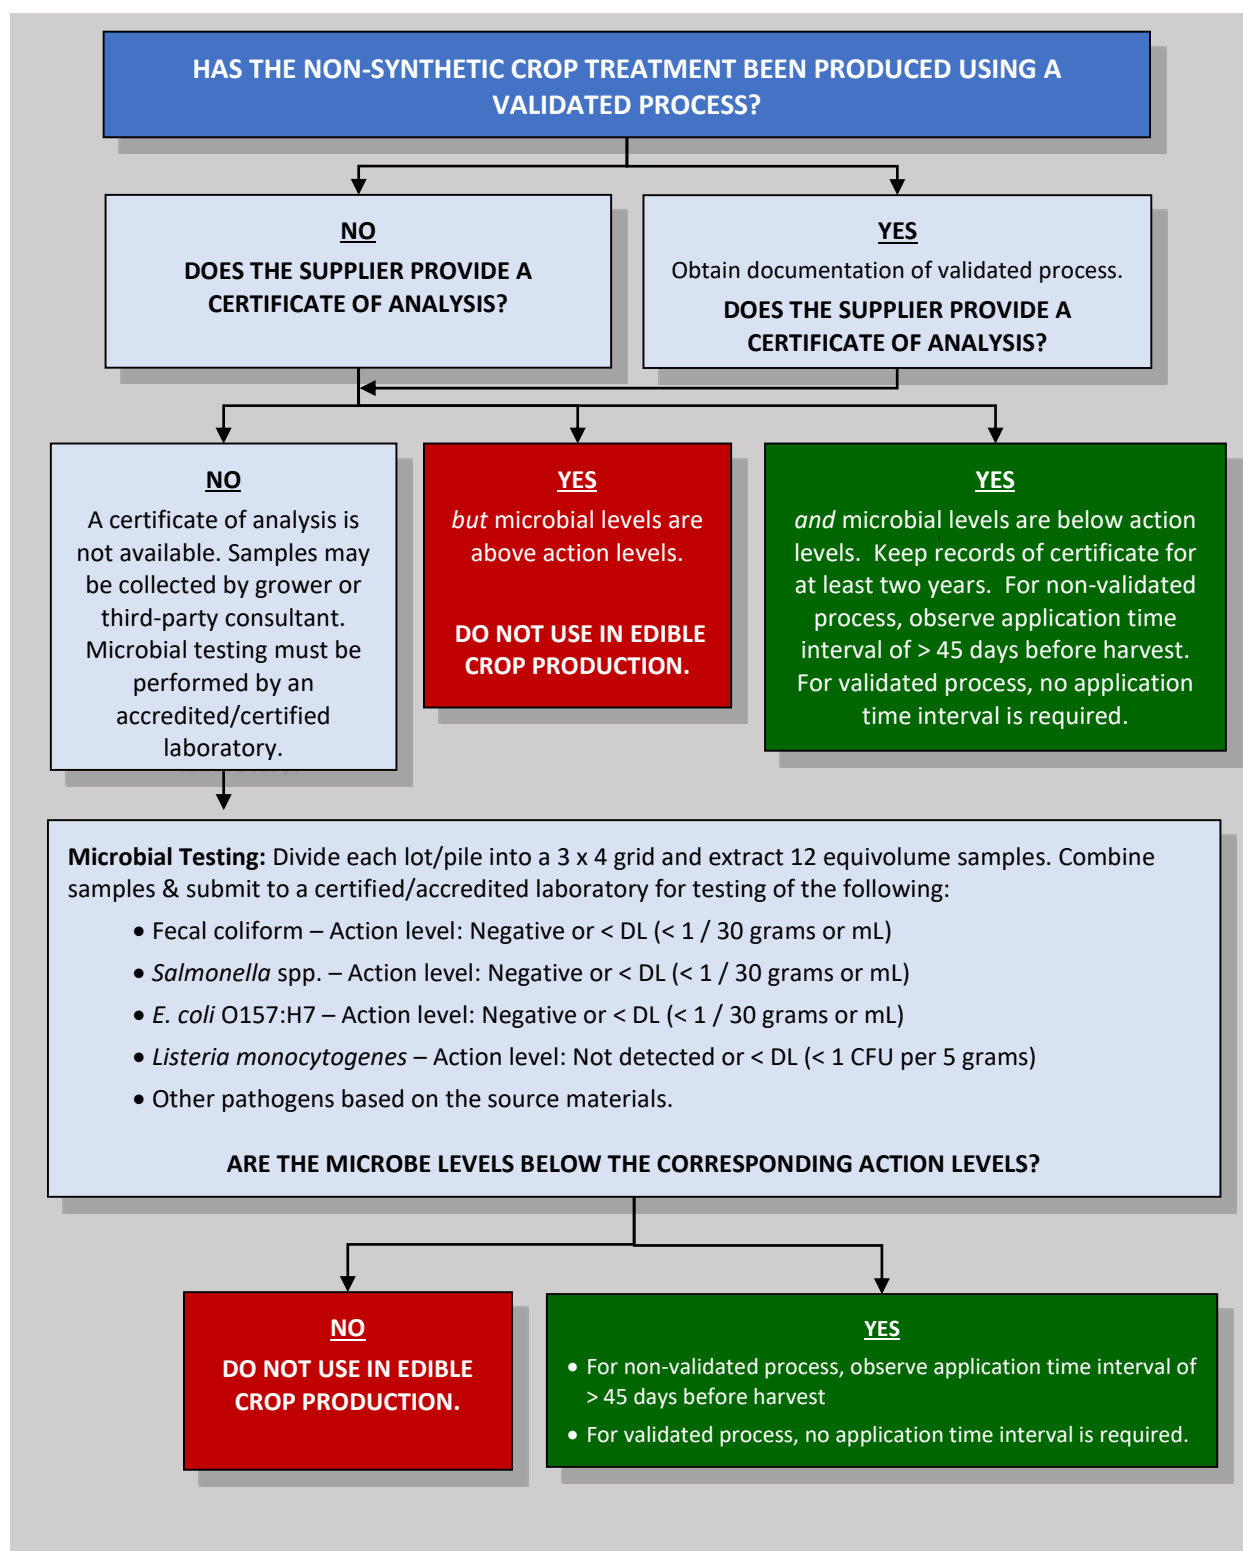 HAS THE NON-SYNTHETIC CROP TREATMENT BEEN PRODUCED USING A
VALIDATED PROCESS?
NO
DOES THE SUPPLIER PROVIDE A
CERTIFICATE OF ANALYSIS?
YES
Obtain documentation of validated process.
DOES THE SUPPLIER PROVIDE A
CERTIFICATE OF ANALYSIS?
NO
A certificate of analysis is
not available. Samples may
be collected by grower or
third-party consultant.
Microbial testing must be
performed by an
accredited/certified
laboratory.
YES
but microbial levels are
above action levels.
DO NOT USE IN EDIBLE
CROP PRODUCTION.
YES
and microbial levels are below action
levels. Keep records of certificate for
at least two years. For non-validated
process, observe application time
interval of > 45 days before harvest.
For validated process, no application
time interval is required.
Microbial Testing: Divide each lot/pile into a 3 x 4 grid and extract 12 equivolume samples. Combine
samples & submit to a certified/accredited laboratory for testing of the following:
• Fecal coliform – Action level: Negative or < DL (< 1 / 30 grams or mL)
• Salmonella spp. – Action level: Negative or < DL (< 1 / 30 grams or mL)
• E. coli O157:H7 – Action level: Negative or < DL (< 1 / 30 grams or mL)
• Listeria monocytogenes – Action level: Not detected or < DL (< 1 CFU per 5 grams)
• Other pathogens based on the source materials.
ARE THE MICROBE LEVELS BELOW THE CORRESPONDING ACTION LEVELS?
NO
DO NOT USE IN EDIBLE
CROP PRODUCTION.
YES
• For non-validated process, observe application time interval of
> 45 days before harvest
• For validated process, no application time interval is required.